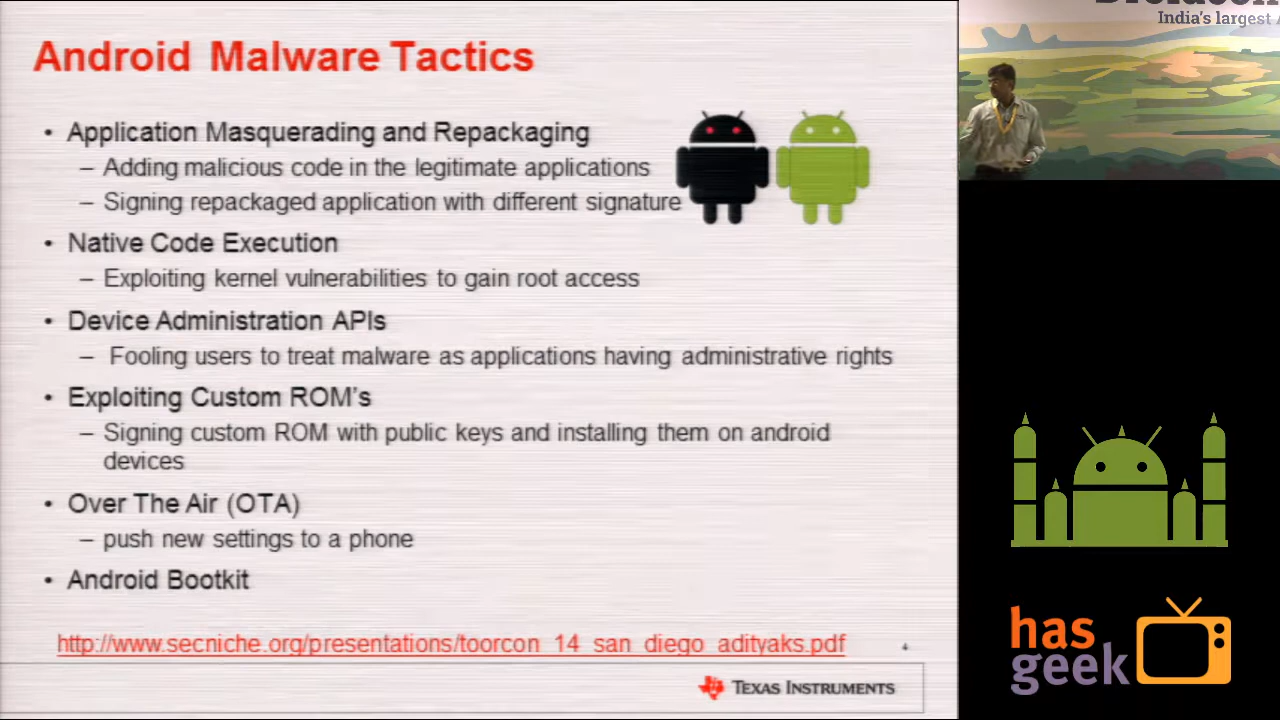 Android Malware Tactics
• Application Masquerading and Repackaging
– Adding malicious code in the legitimate applications
– Signing repackaged application with different signature
• Native Code Execution
– Exploiting kernel vulnerabilities to gain root access
• Device Administration APIs
– Fooling users to treat malware as applications having administrative rights
• Exploiting Custom ROM's
– Signing custom ROM with public keys and installing them on android
devices
• Over The Air (OTA)
– push new settings to a phone
• Android Bootkit
http://www.secniche.org/presentations/toorcon_14_san_diego_adityaks.pdf
4
TEXAS INSTRUMENTS
India's largest
has
geek